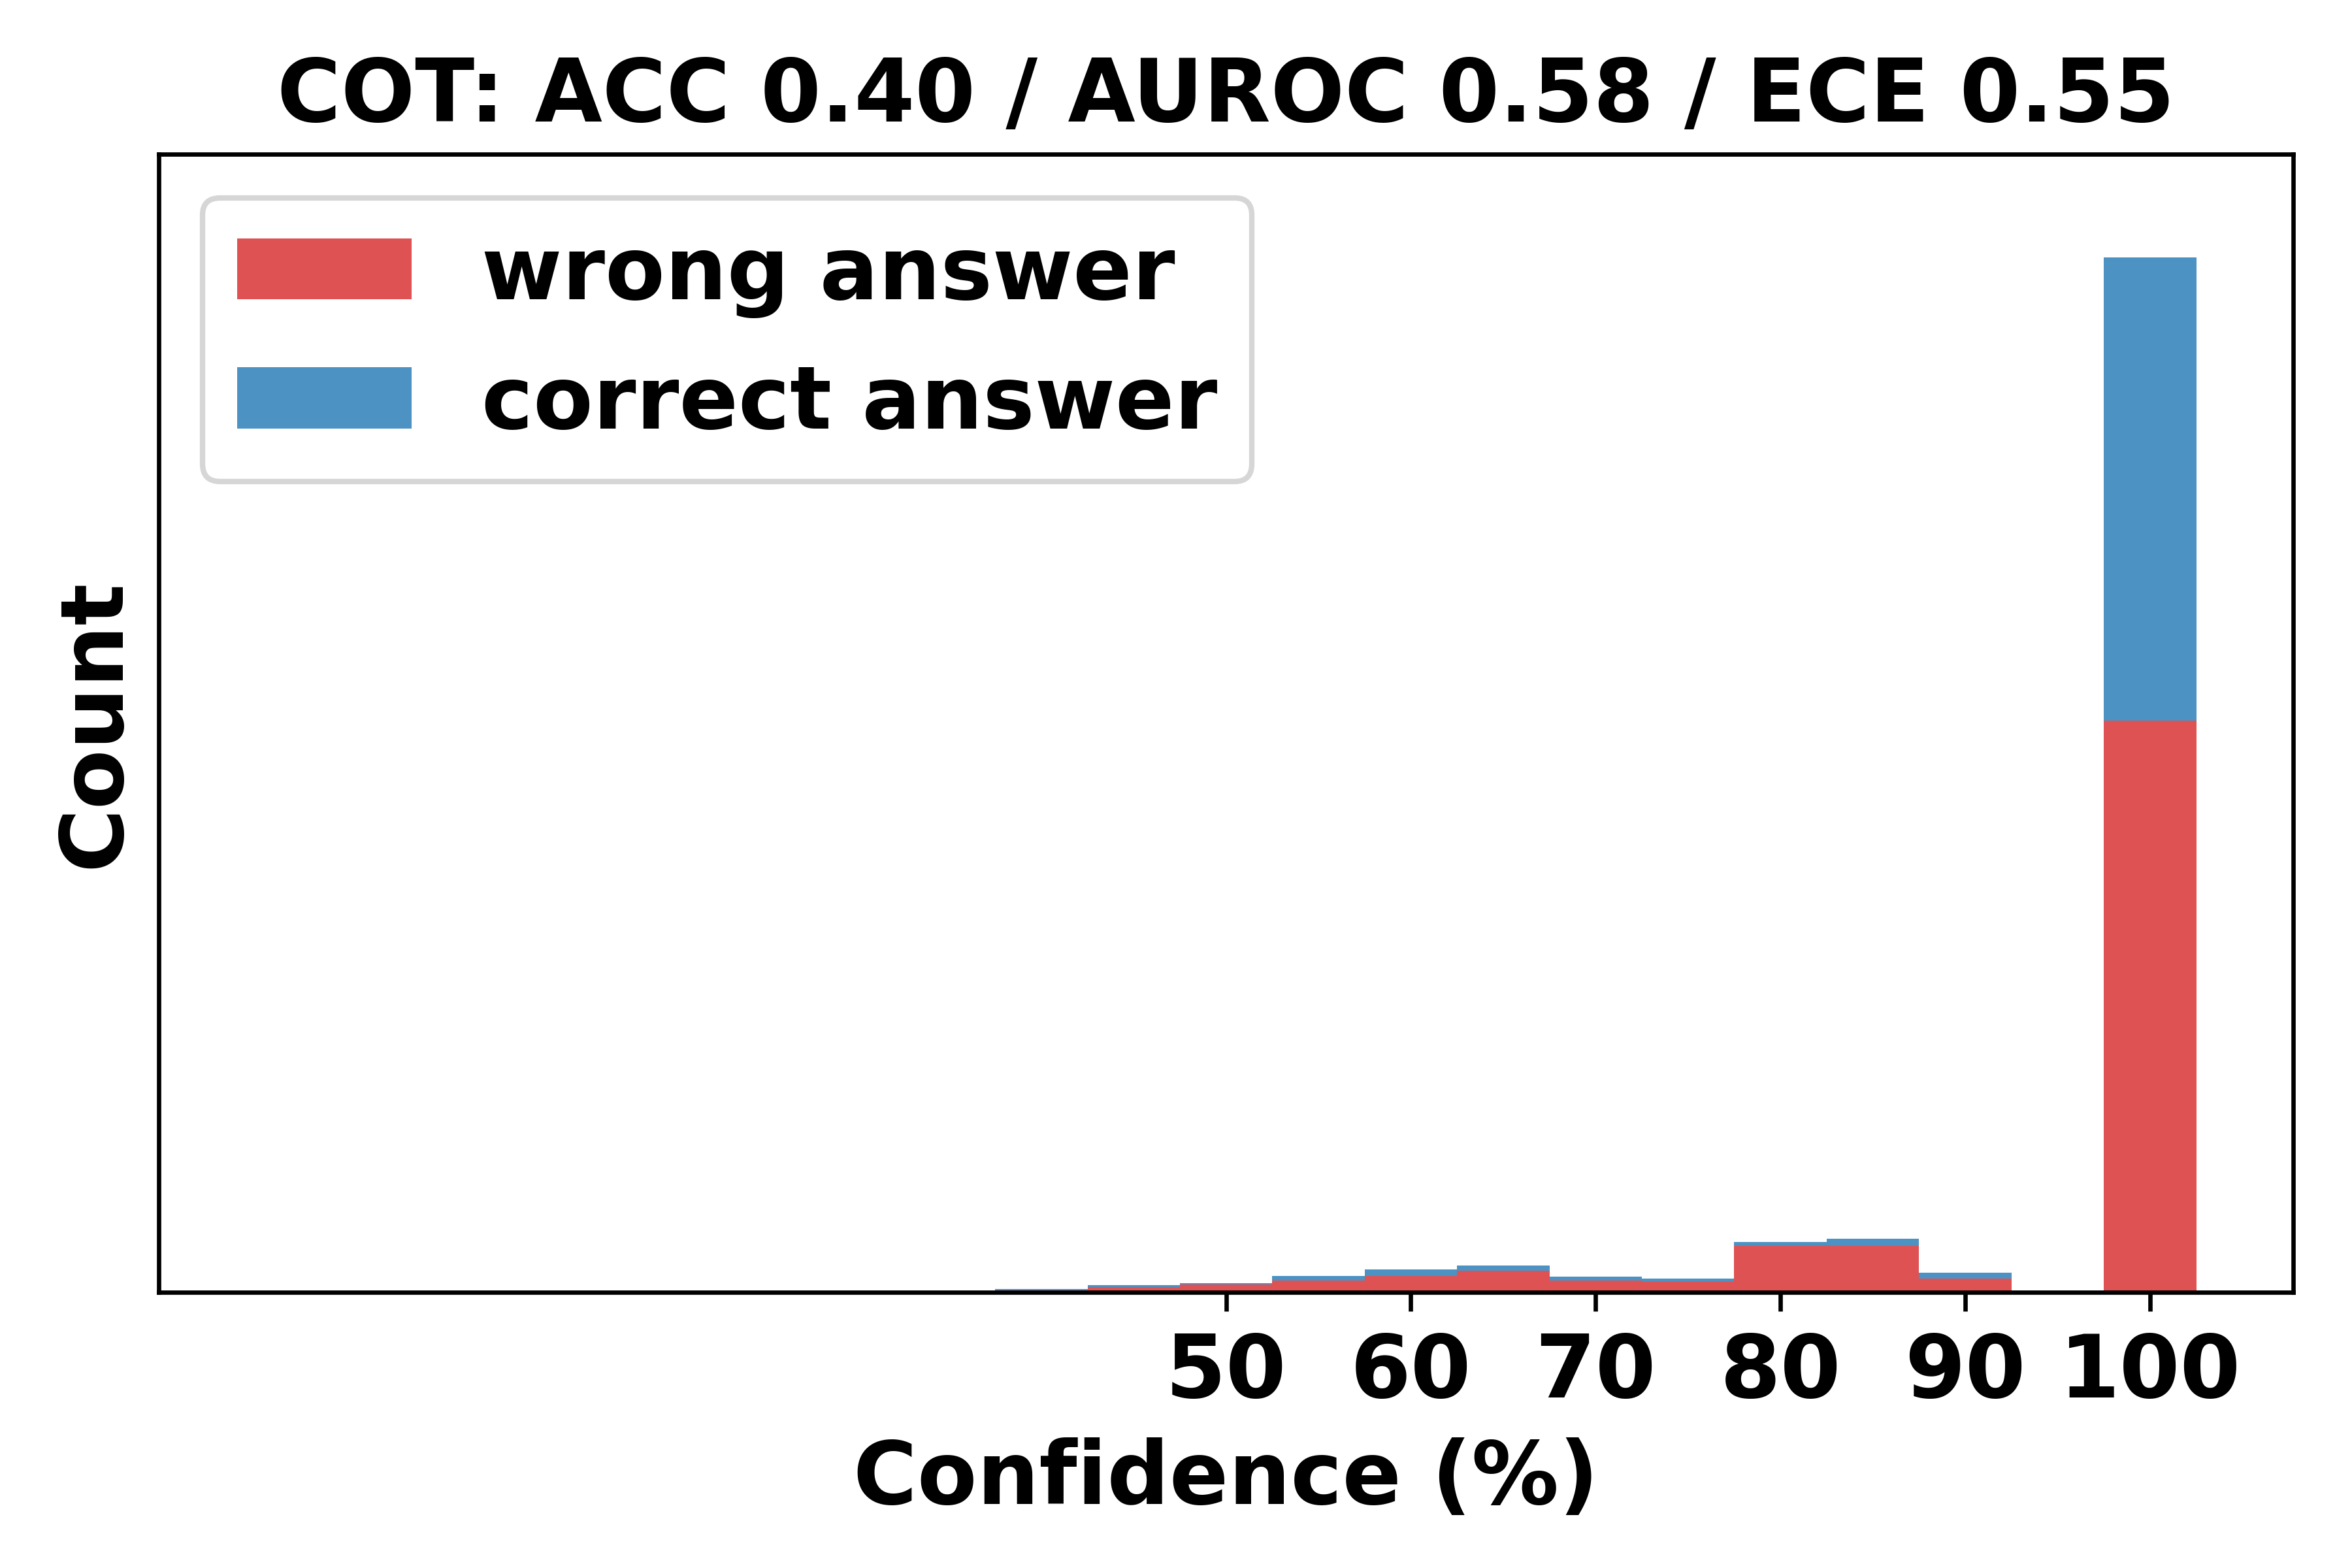 COT: ACC 0.40 / AUROC 0.58 / ECE 0.55
wrong answer
correct answer
Count
50 60 70 80 90 100
Confidence (%)